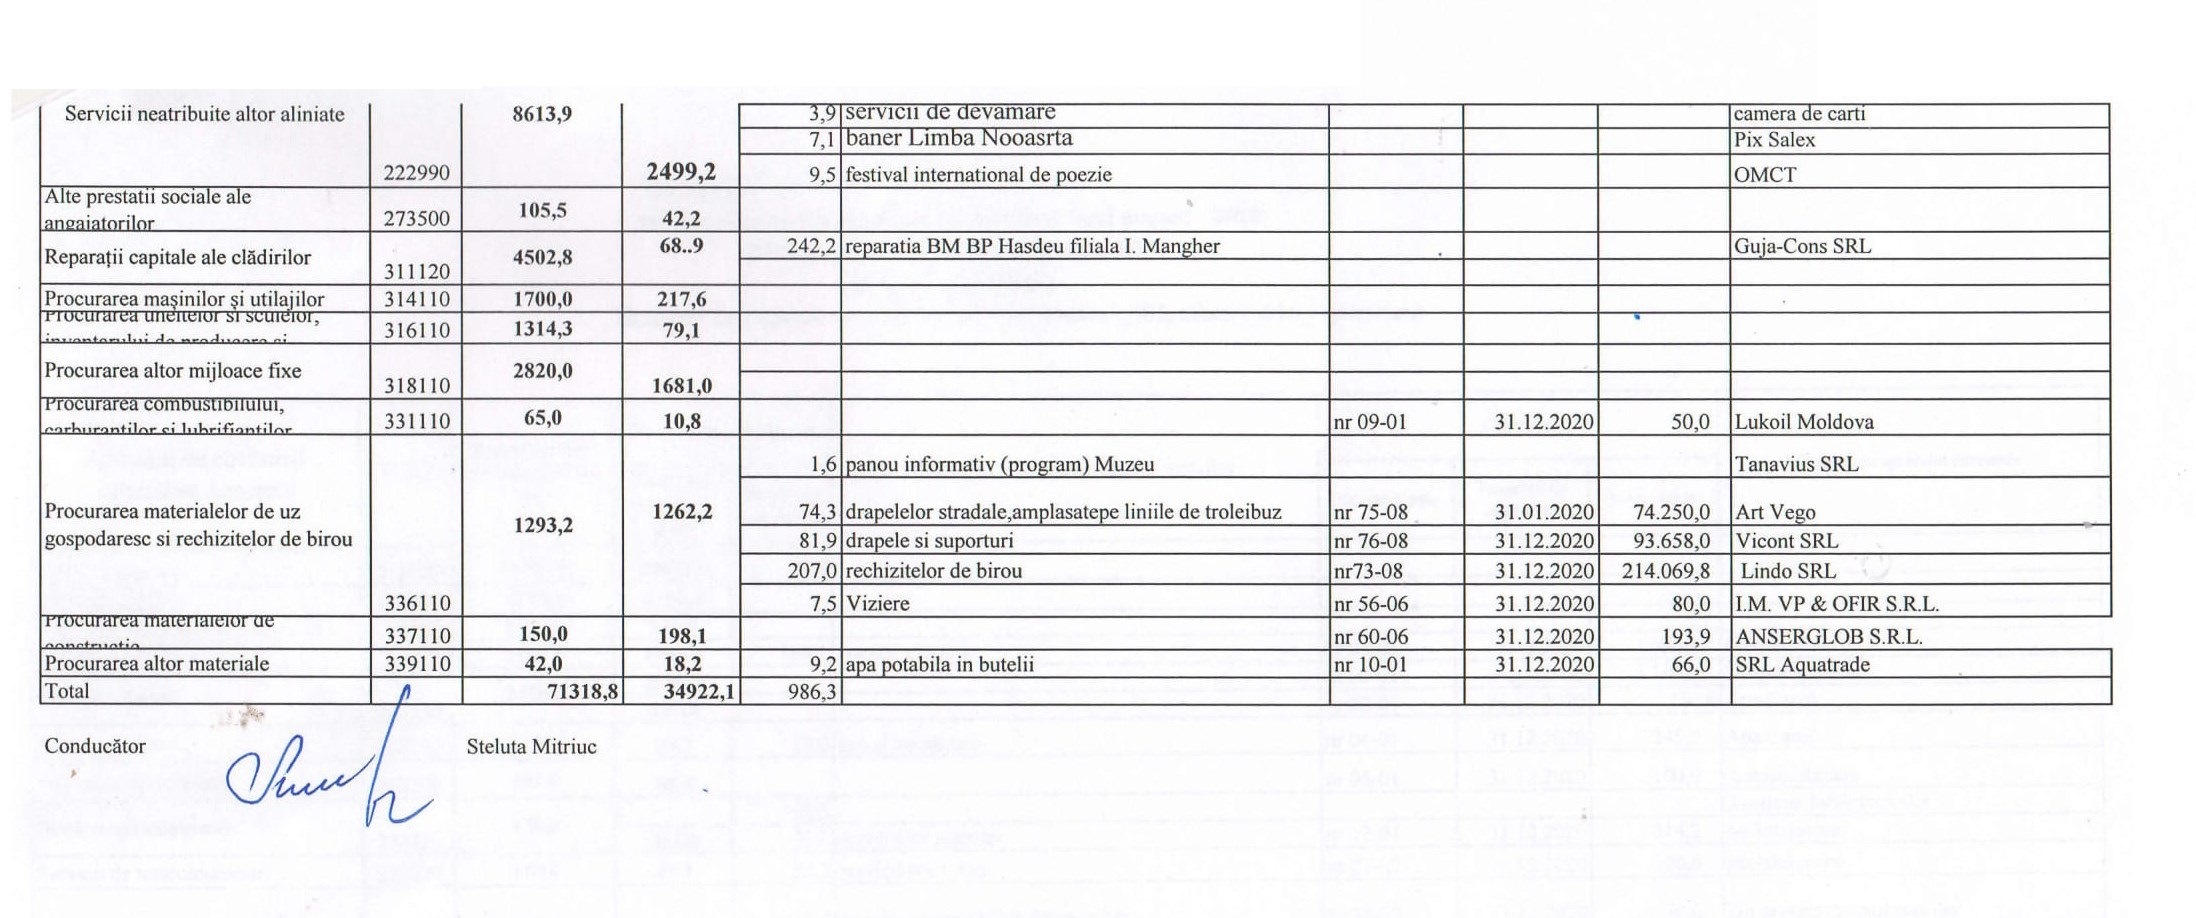 Servicii neatribuite altor aliniate 8613,9 3,9 servicii de devamare camera de carti
7,1 baner Limba Nooasrta Pix Salex
222990 2499,2 9,5 festival international de poezie OMCT
Alte prestatii sociale ale
angajatorilor 273500 105,5 42,2
Reparații capitale ale clădirilor 311120 4502,8 68..9 242,2 reparatia BM BP Hasdeu filiala I. Mangher Guja-Cons SRL
Procurarea mașinilor și utilajilor 314110 1700,0 217,6
Procurarea uneltelor si sculelor,
inventarului de producere si 316110 1314,3 79,1
Procurarea altor mijloace fixe 318110 2820,0 1681,0
Procurarea combustibilului,
carburantilor si lubrifiantilor 331110 65,0 10,8 nr 09-01 31.12.2020 50,0 Lukoil Moldova
1,6 panou informativ (program) Muzeu Tanavius SRL
Procurarea materialelor de uz 1293,2 1262,2 74,3 drapelelor stradale,amplasatepe liniile de troleibuz nr 75-08 31.01.2020 74.250,0 Art Vego
gospodaresc si rechizitelor de birou 81,9 drapele si suporturi nr 76-08 31.12.2020 93.658,0 Vicont SRL
207,0 rechizitelor de birou nr73-08 31.12.2020 214.069,8 Lindo SRL
336110 7,5 Viziere nr 56-06 31.12.2020 80,0 I.M. VP & OFIR S.R.L.
Procurarea materialelor de
constructie 337110 150,0 198,1 nr 60-06 31.12.2020 193,9 ANSERGLOB S.R.L.
Procurarea altor materiale 339110 42,0 18,2 9,2 apa potabila in butelii nr 10-01 31.12.2020 66,0 SRL Aquatrade
Total 71318,8 34922,1 986,3
Conducător Steluta Mitriuc